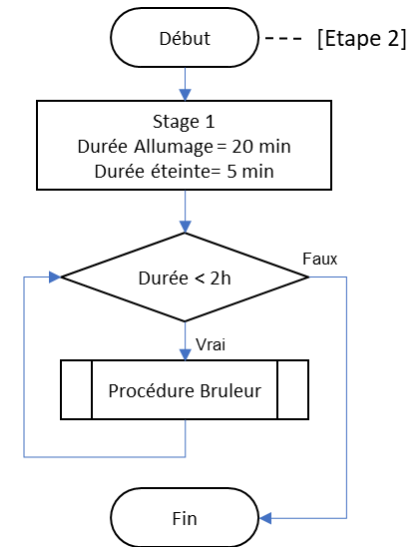 Début
[Etape 2]
Stage 1
Durée Allumage = 20 min
Durée éteinte= 5 min
Durée < 2h
Faux
Vrai
Procédure Bruleur
Fin